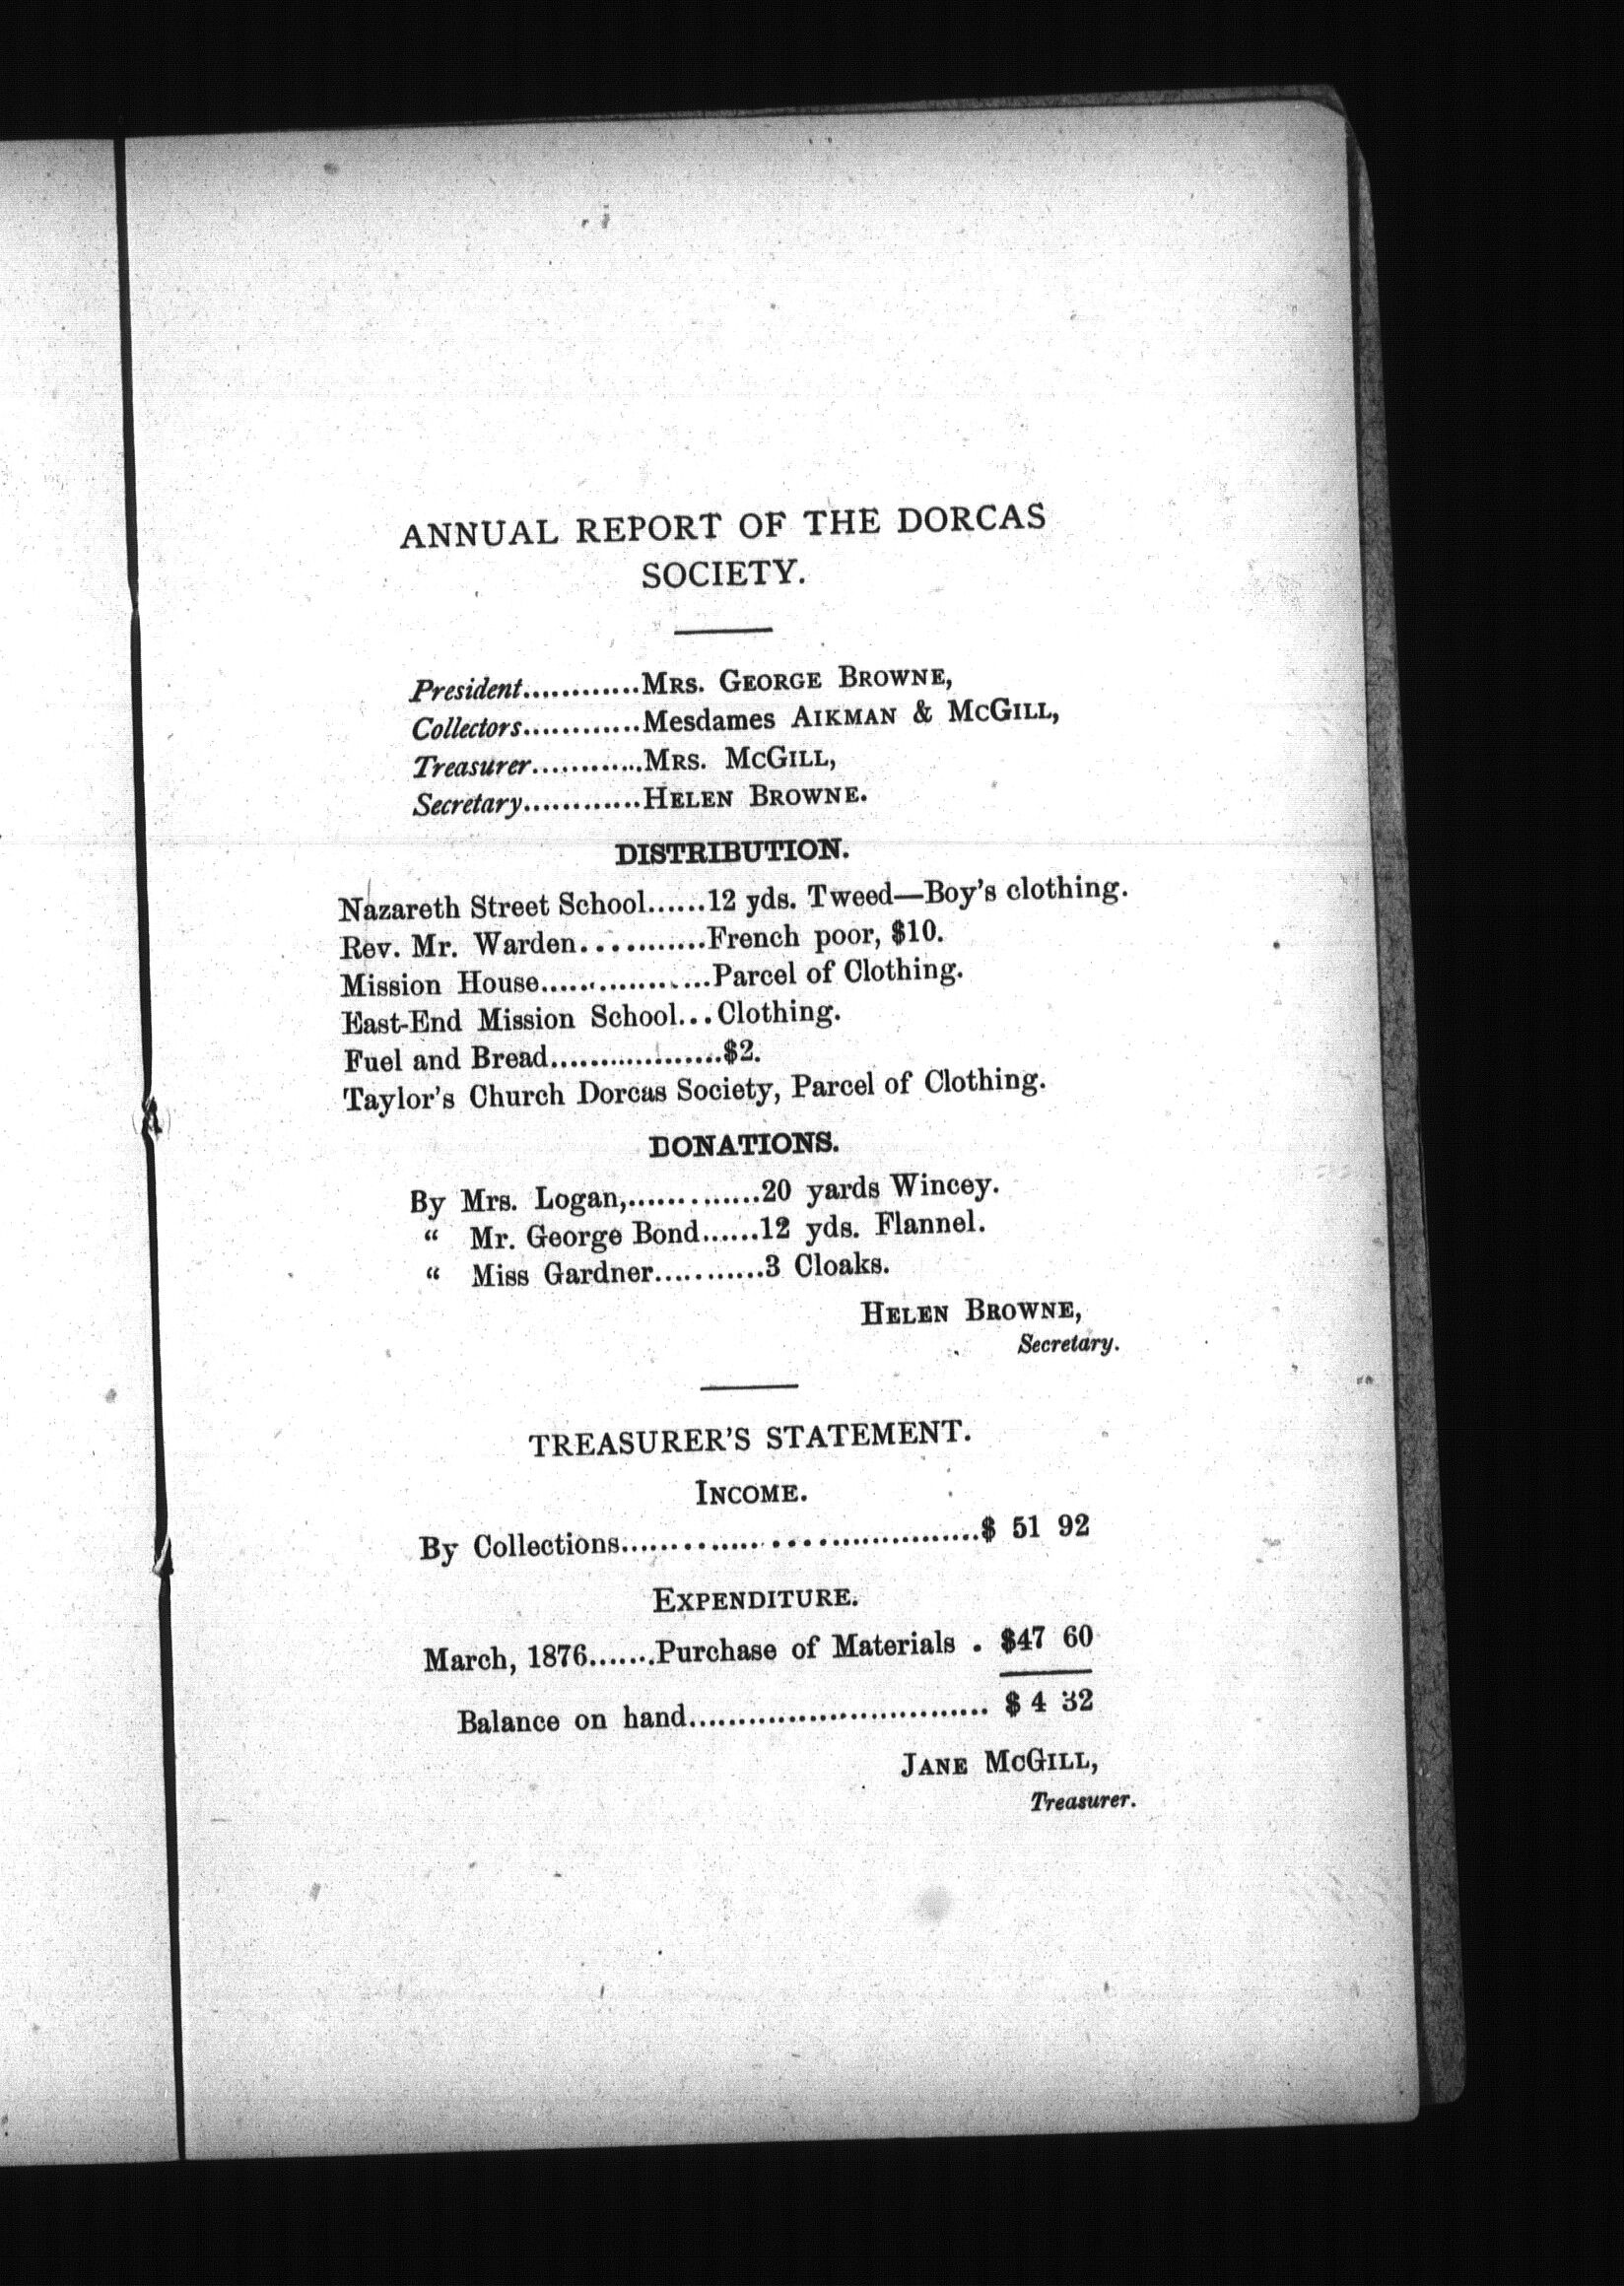 ANNUAL REPORT OF THE DORCAS
SOCIETY.
President............MRS. GEORGE BROWNE,
Collectors............Mesdames AIKMAN & MCGILL,
Treasurer............MRS. MCGILL,
Secretary............HELEN BROWNE.
DISTRIBUTION.
Nazareth Street School......12 yds. Tweed—Boy's clothing.
Rev. Mr. Warden............French poor, $10.
Mission House..................Parcel of Clothing.
East-End Mission School...Clothing.
Fuel and Bread..................$2.
Taylor's Church Dorcas Society, Parcel of Clothing.
DONATIONS.
By Mrs. Logan,..............20 yards Wincey.
“ Mr. George Bond......12 yds. Flannel.
“ Miss Gardner...........3 Cloaks.
HELEN BROWNE,
Secretary.
TREASURER'S STATEMENT.
INCOME.
By Collections......................................$ 51 92
EXPENDITURE.
March, 1876.......Purchase of Materials . $47 60
Balance on hand............................... $ 4 32
JANE MCGILL,
Treasurer.